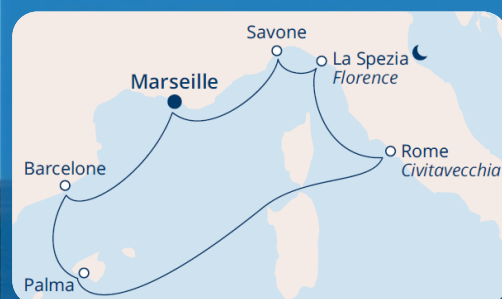 Savone
La Spezia
Florence
Marseille
Rome
Civitavecchia
Barcelone
Palma